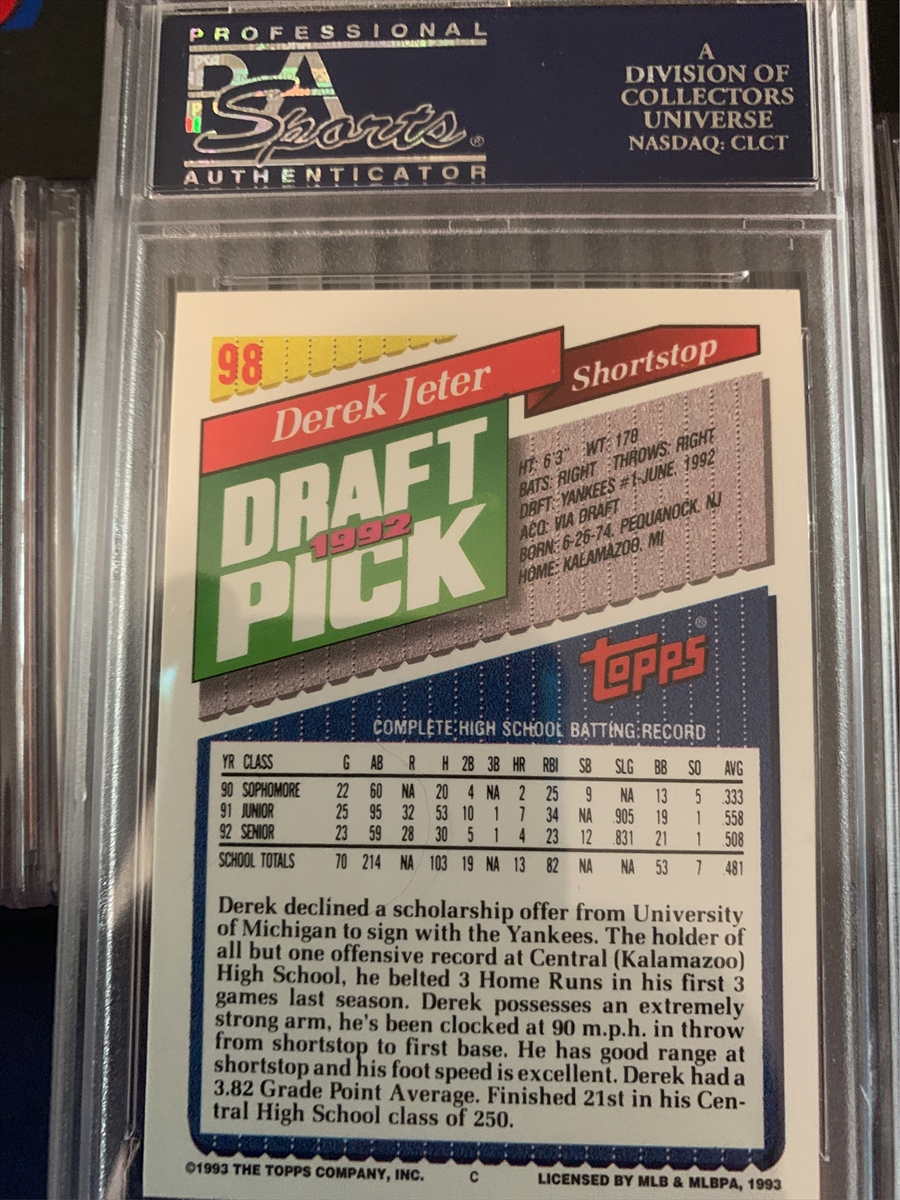 PROFESSIONAL
PSA
Sports®
AUTHENTICATOR
A
DIVISION OF
COLLECTORS
UNIVERSE
NASDAQ: CLCT
98
Derek Jeter
Shortstop
DRAFT
1992
PICK
HT: 6'3" WT: 178
BATS: RIGHT THROWS: RIGHT
DRFT: YANKEES #1-JUNE, 1992
ACQ: VIA DRAFT
BORN: 6-26-74, PEQUANOCK, NJ
HOME: KALAMAZOO, MI
TOPPS®
COMPLETE HIGH SCHOOL BATTING RECORD
YR CLASS G AB R H 2B 3B HR RBI SB SLG BB SO AVG
90 SOPHOMORE 22 60 NA 20 4 NA 2 25 9 NA 13 5 .333
91 JUNIOR 25 95 32 53 10 1 7 34 NA .905 19 1 .558
92 SENIOR 23 59 28 30 5 1 4 23 12 .831 21 1 .508
SCHOOL TOTALS 70 214 NA 103 19 NA 13 82 NA NA 53 7 .481
Derek declined a scholarship offer from University
of Michigan to sign with the Yankees. The holder of
all but one offensive record at Central (Kalamazoo)
High School, he belted 3 Home Runs in his first 3
games last season. Derek possesses an extremely
strong arm, he's been clocked at 90 m.p.h. in throw
from shortstop to first base. He has good range at
shortstop and his foot speed is excellent. Derek had a
3.82 Grade Point Average. Finished 21st in his Cen-
tral High School class of 250.
©1993 THE TOPPS COMPANY, INC. C LICENSED BY MLB & MLBPA, 1993